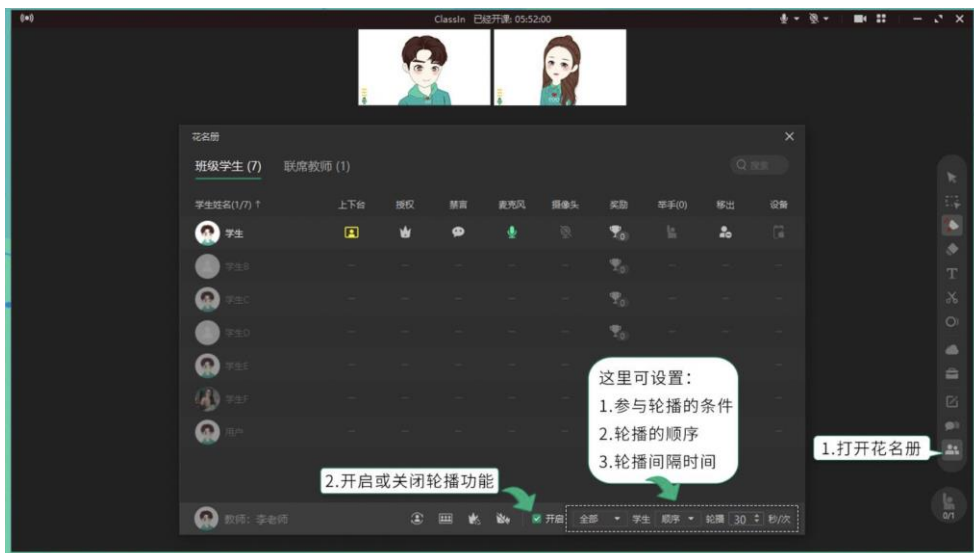 ClassIn 已经开课: 05:52:00
花名册
班级学生 (7) 联席教师 (1) 搜索
学生姓名(1/7) ↑ 上下台 授权 禁言 麦克风 摄像头 奖励 举手(0) 移出 设备
学生 0
学生B 0
学生C 0
学生D 0
学生E
学生F
用户
这里可设置：
1.参与轮播的条件
2.轮播的顺序
3.轮播间隔时间
1.打开花名册
2.开启或关闭轮播功能
教师: 李老师 开启 全部 学生 顺序 轮播 30 秒/次
0/1